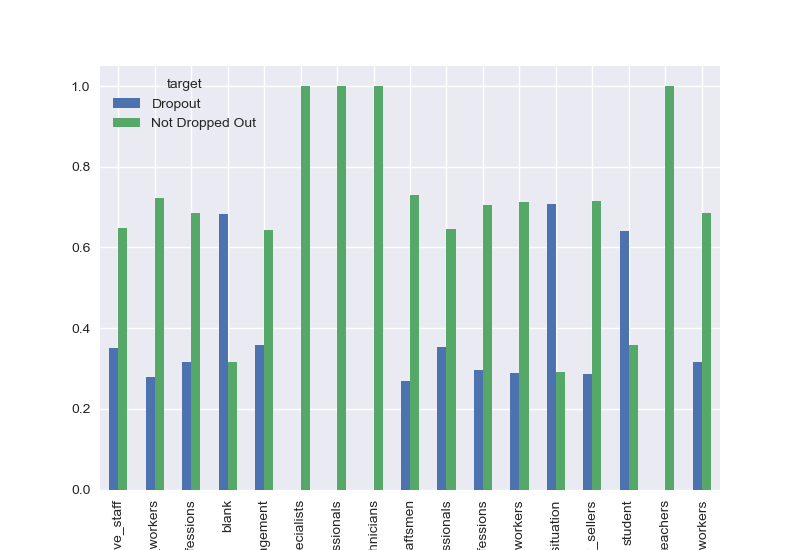 target
Dropout
Not Dropped Out
1.0
0.8
0.6
0.4
0.2
0.0
ve_staff
workers
fessions
blank
gement
ecialists
ssionals
hnicians
aftsmen
ssionals
fessions
workers
situation
_sellers
student
eachers
workers